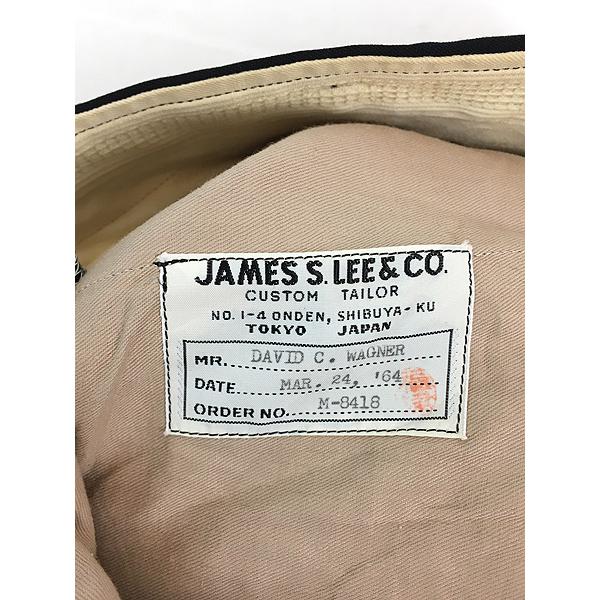 JAMES S. LEE & CO.
CUSTOM TAILOR
NO. 1-4 ONDEN, SHIBUYA-KU
TOKYO JAPAN
MR. DAVID C. WAGNER
DATE MAR. 24, '64
ORDER NO. M-8418